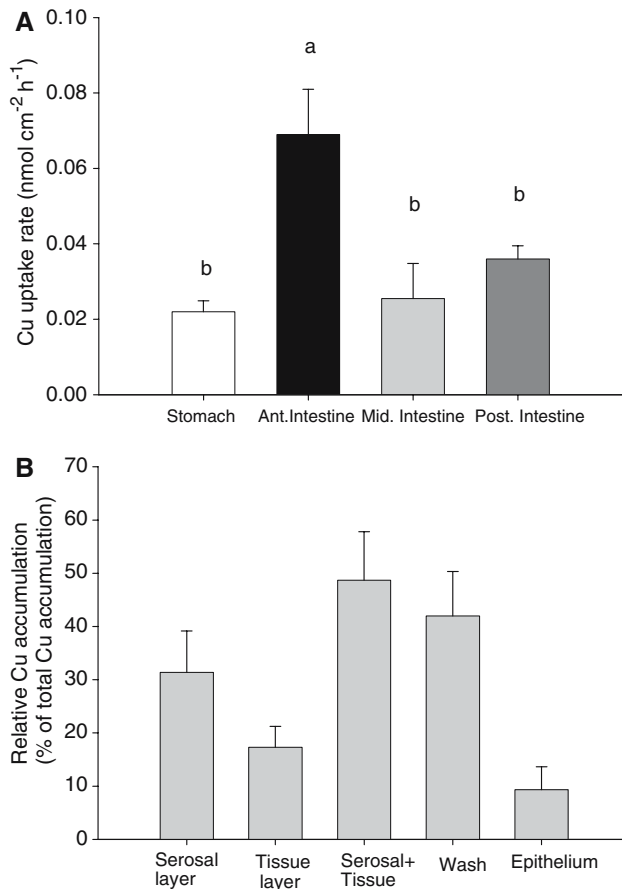 A
Cu uptake rate (nmol cm⁻² h⁻¹)
0.10
0.08
0.06
0.04
0.02
0.00
a
b
b
b
Stomach
Ant.Intestine
Mid. Intestine
Post. Intestine
B
Relative Cu accumulation
(% of total Cu accumulation)
70
60
50
40
30
20
10
0
Serosal
layer
Tissue
layer
Serosal+
Tissue
Wash
Epithelium